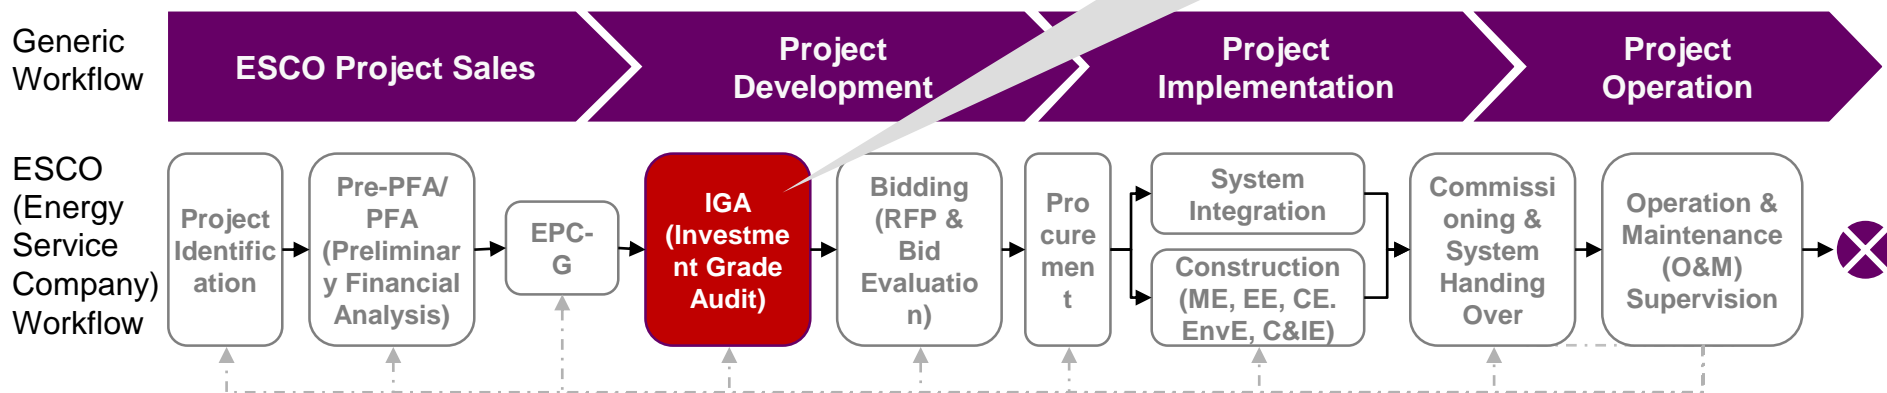 Generic
Workflow
ESCO Project Sales
Project
Development
Project
Implementation
Project
Operation
ESCO
(Energy
Service
Company)
Workflow
Project
Identific
ation
Pre-PFA/
PFA
(Preliminar
y Financial
Analysis)
EPC-
G
IGA
(Investme
nt Grade
Audit)
Bidding
(RFP &
Bid
Evaluatio
n)
Pro
cure
men
t
System
Integration
Construction
(ME, EE, CE.
EnvE, C&IE)
Commissi
oning &
System
Handing
Over
Operation &
Maintenance
(O&M)
Supervision